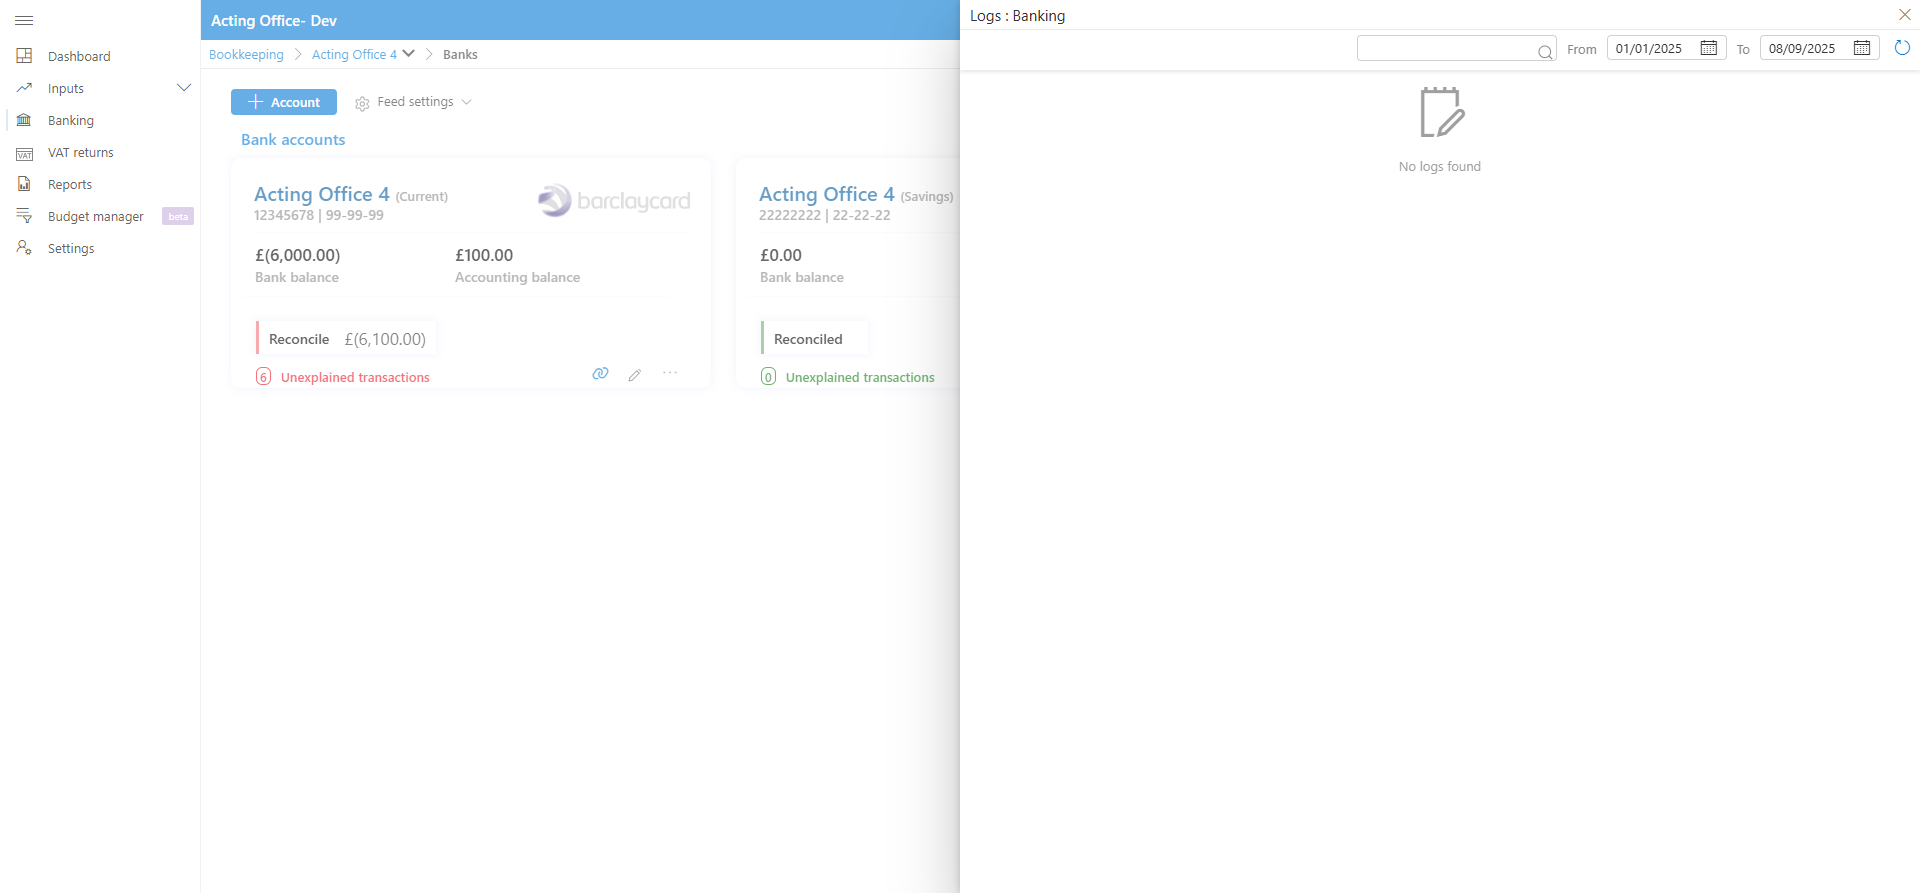 Dashboard
Inputs
Banking
VAT
VAT returns
Reports
Budget manager beta
Settings
Acting Office- Dev
Bookkeeping Acting Office 4 Banks
Account Feed settings
Bank accounts
Acting Office 4 (Current)
12345678 | 99-99-99
barclaycard
£(6,000.00) £100.00
Bank balance Accounting balance
Reconcile £(6,100.00)
6 Unexplained transactions
Acting Office 4 (Savings)
22222222 | 22-22-22
£0.00
Bank balance
Reconciled
0 Unexplained transactions
Logs : Banking
From 01/01/2025 To 08/09/2025
No logs found